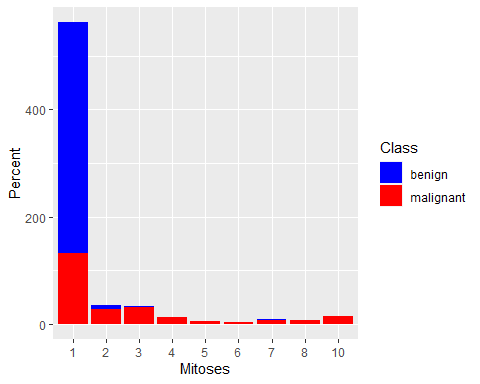 400
200
0
Percent
1 2 3 4 5 6 7 8 10
Mitoses
Class
benign
malignant